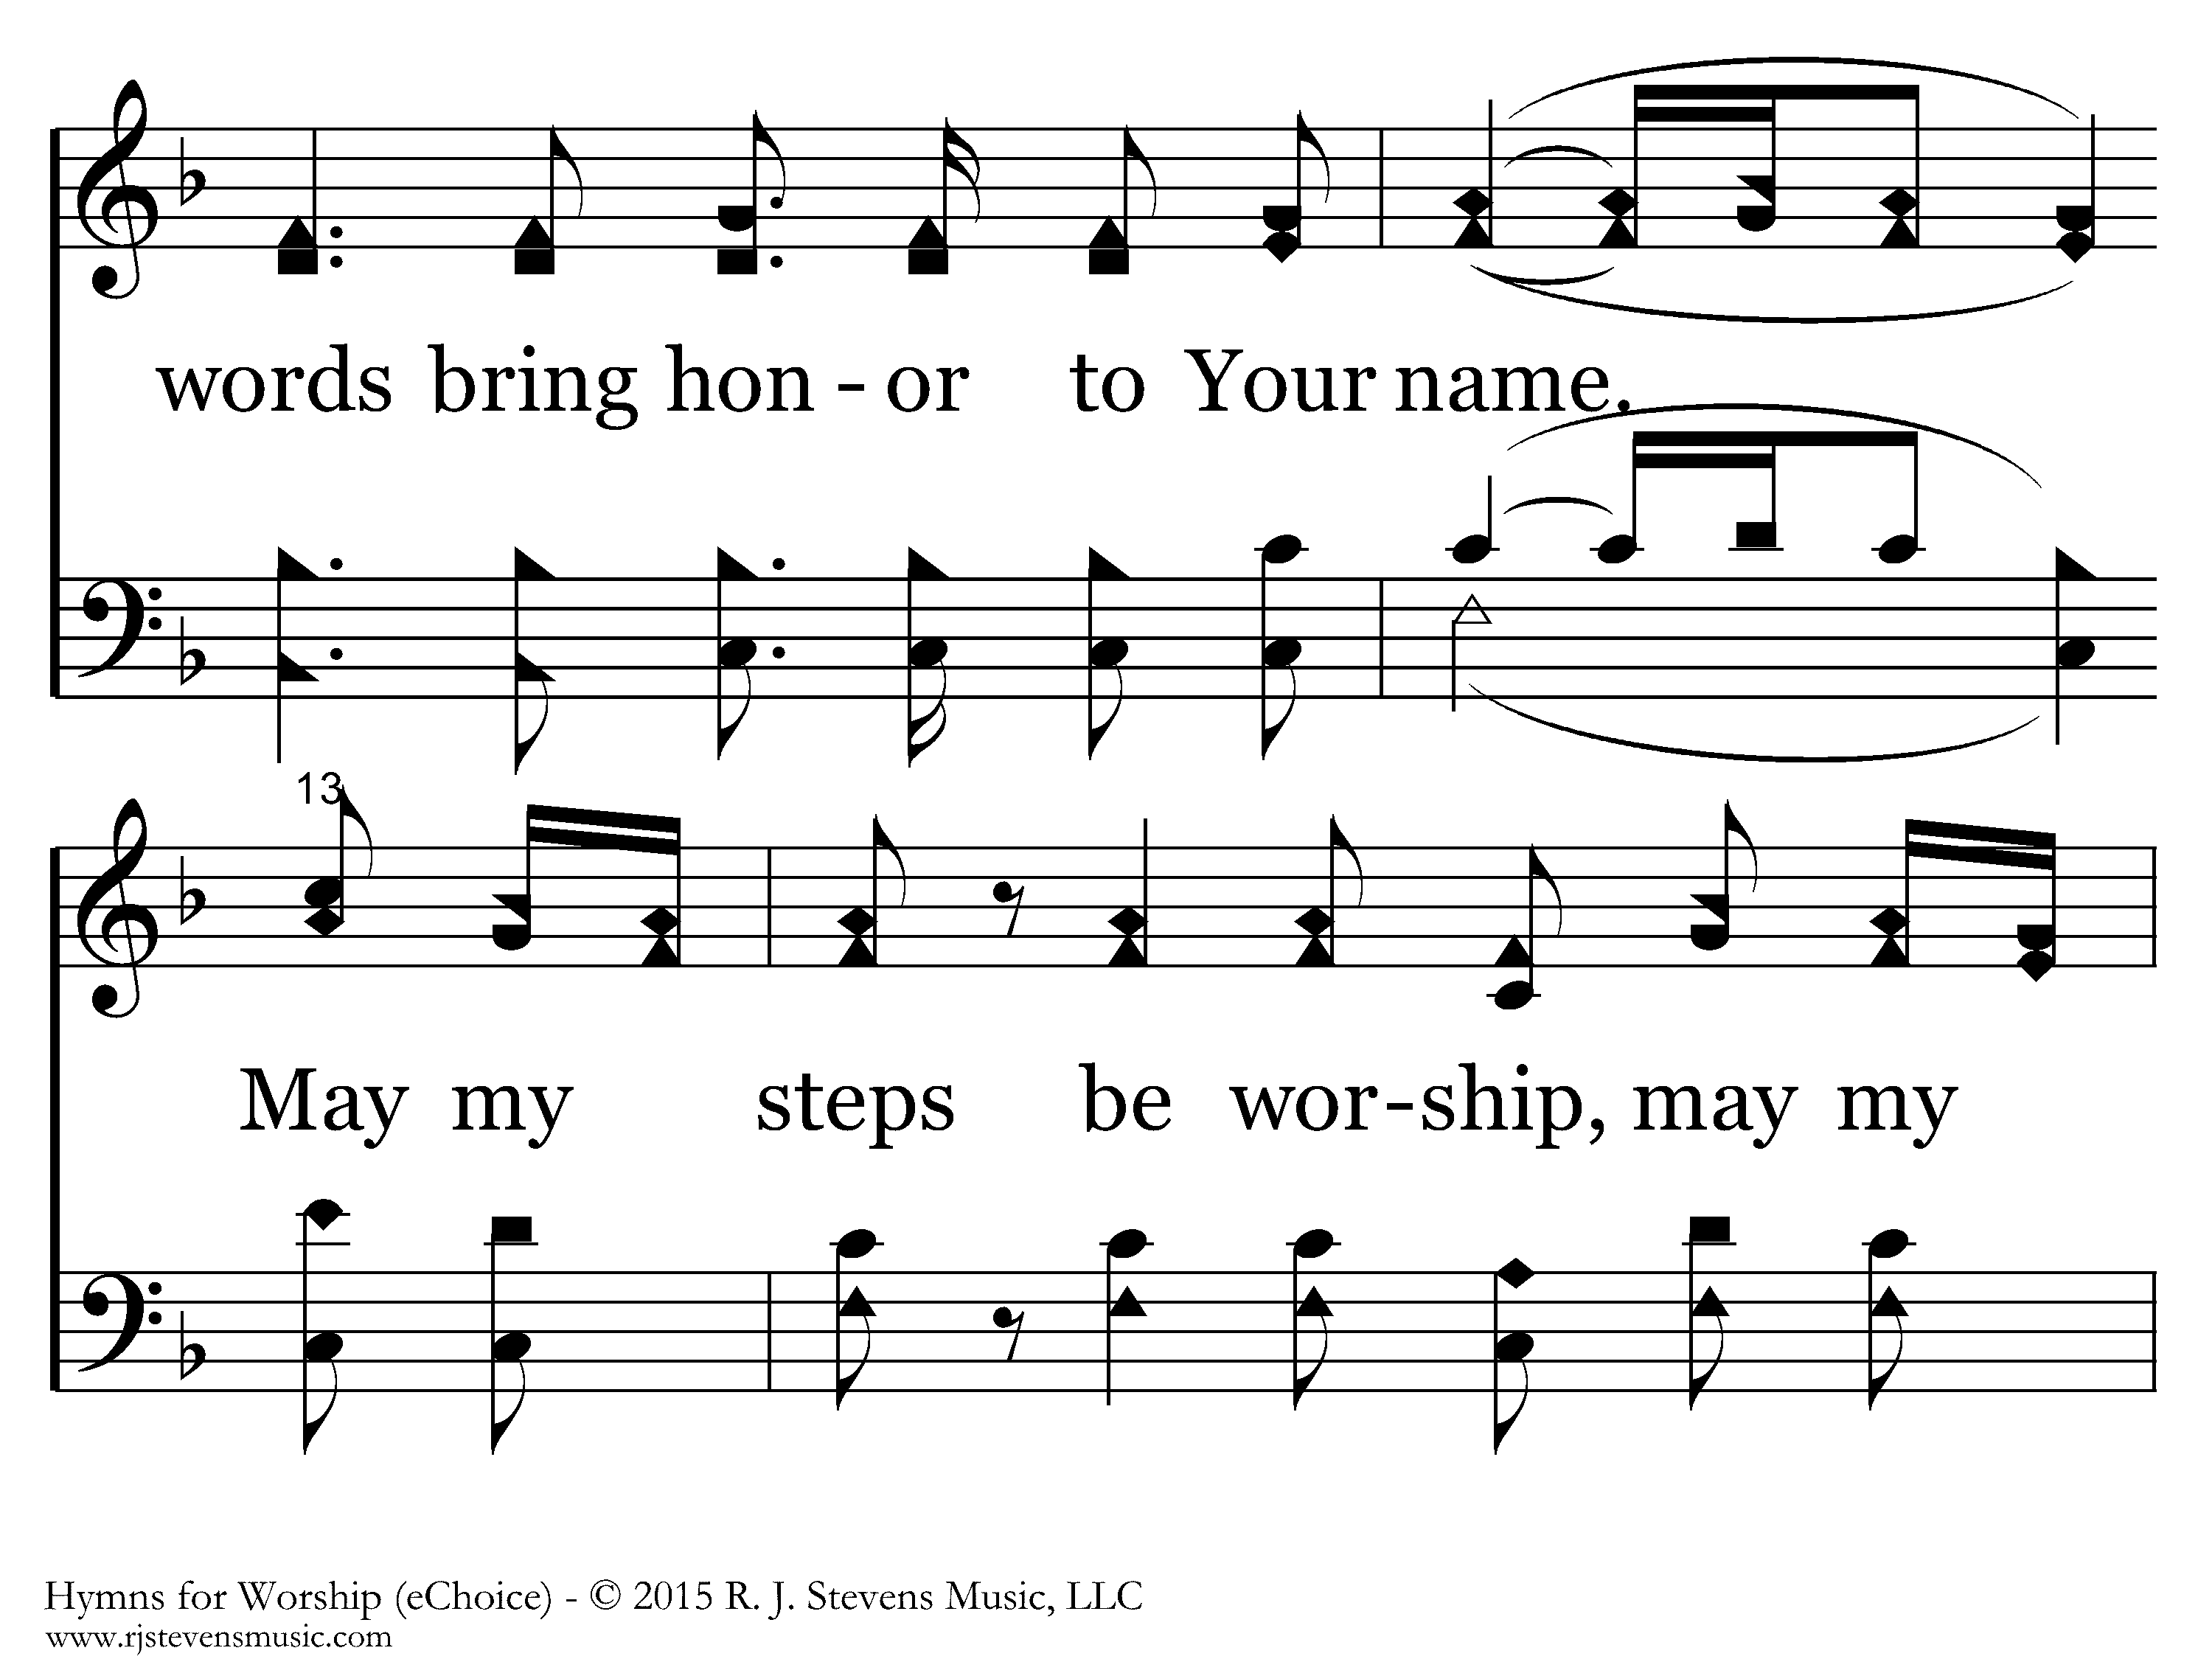 words bring hon - or to Your name.
13
May my steps be wor-ship, may my
Hymns for Worship (eChoice) - © 2015 R. J. Stevens Music, LLC
www.rjstevensmusic.com